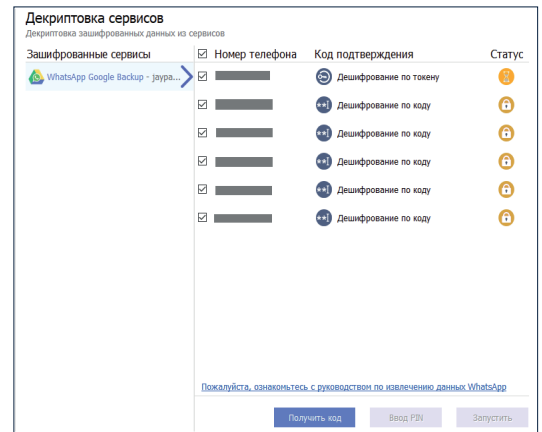 Декриптовка сервисов
Декриптовка зашифрованных данных из сервисов
Зашифрованные сервисы
Номер телефона Код подтверждения Статус
WhatsApp Google Backup - jaypa...
Дешифрование по токену
Дешифрование по коду
Дешифрование по коду
Дешифрование по коду
Дешифрование по коду
Дешифрование по коду
Пожалуйста, ознакомьтесь с руководством по извлечению данных WhatsApp
Получить код Ввод PIN Запустить